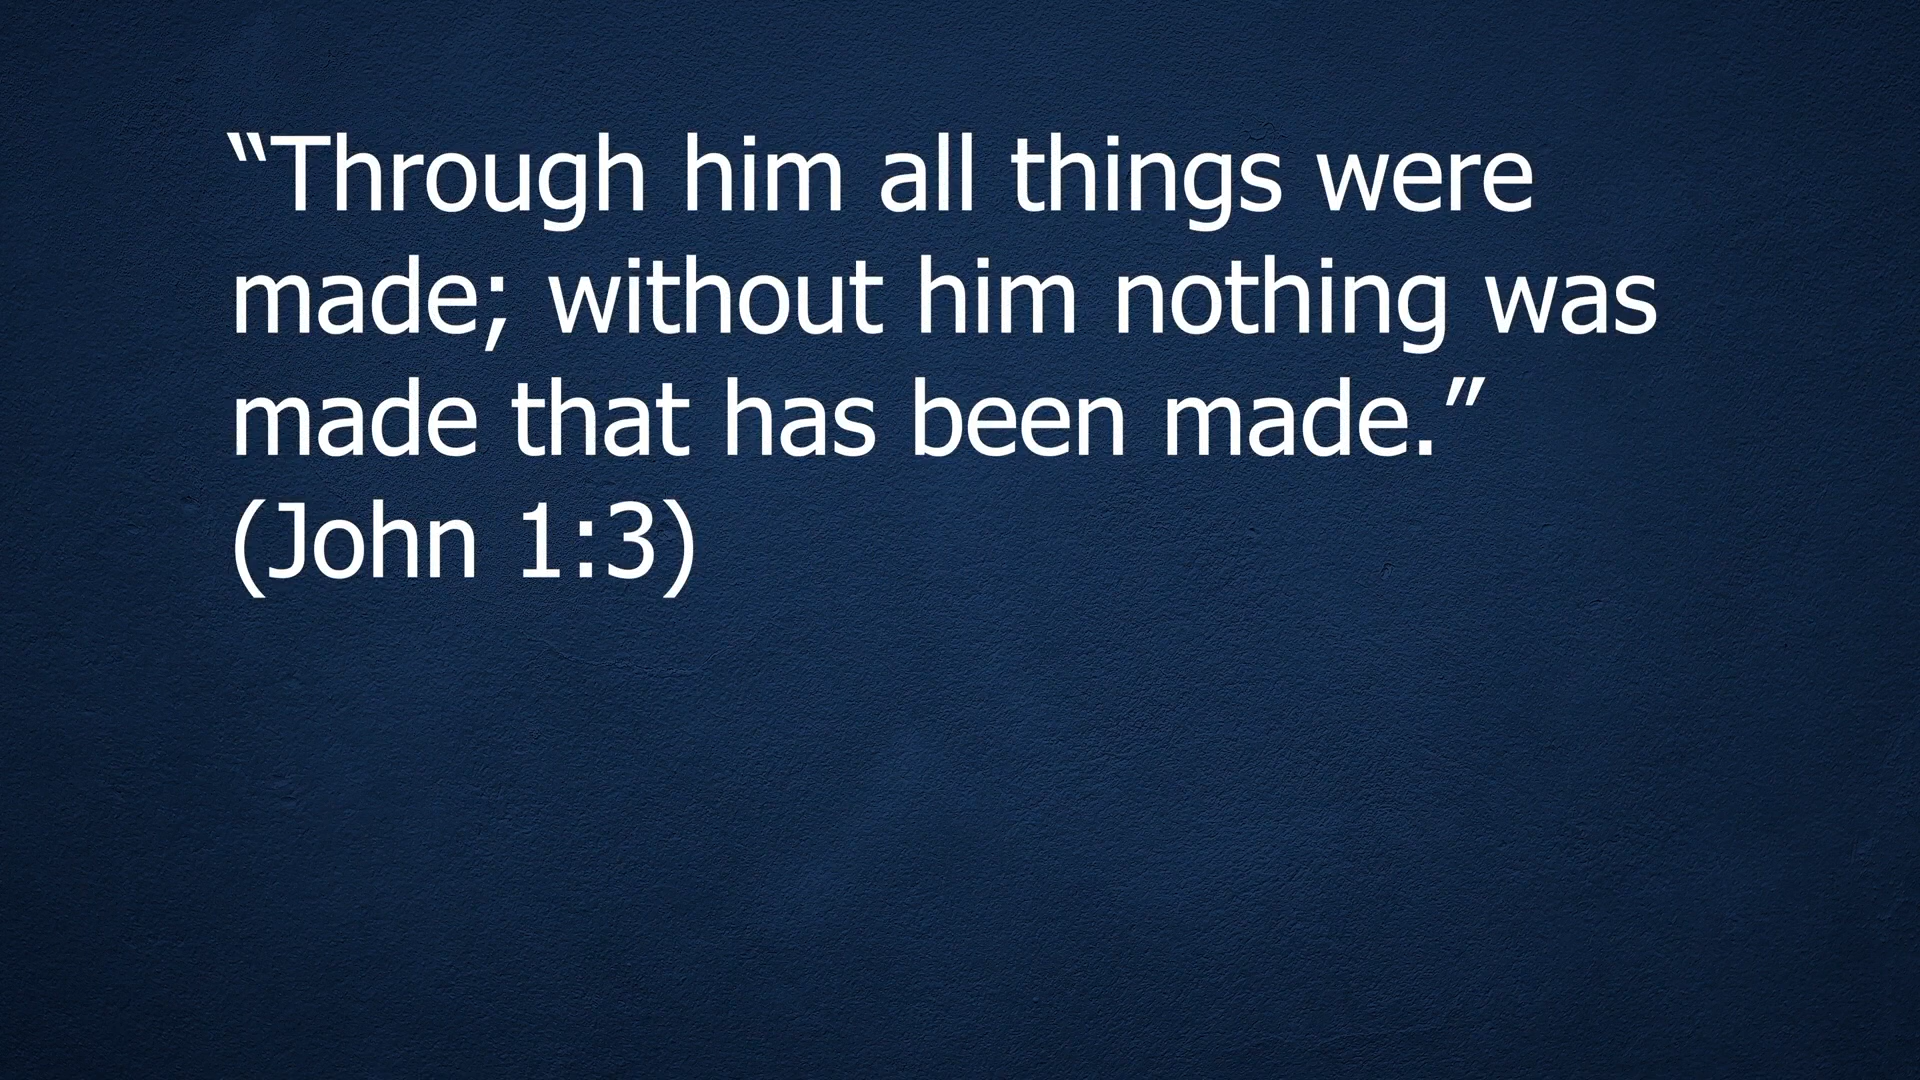 “Through him all things were
made; without him nothing was
made that has been made.”
(John 1:3)